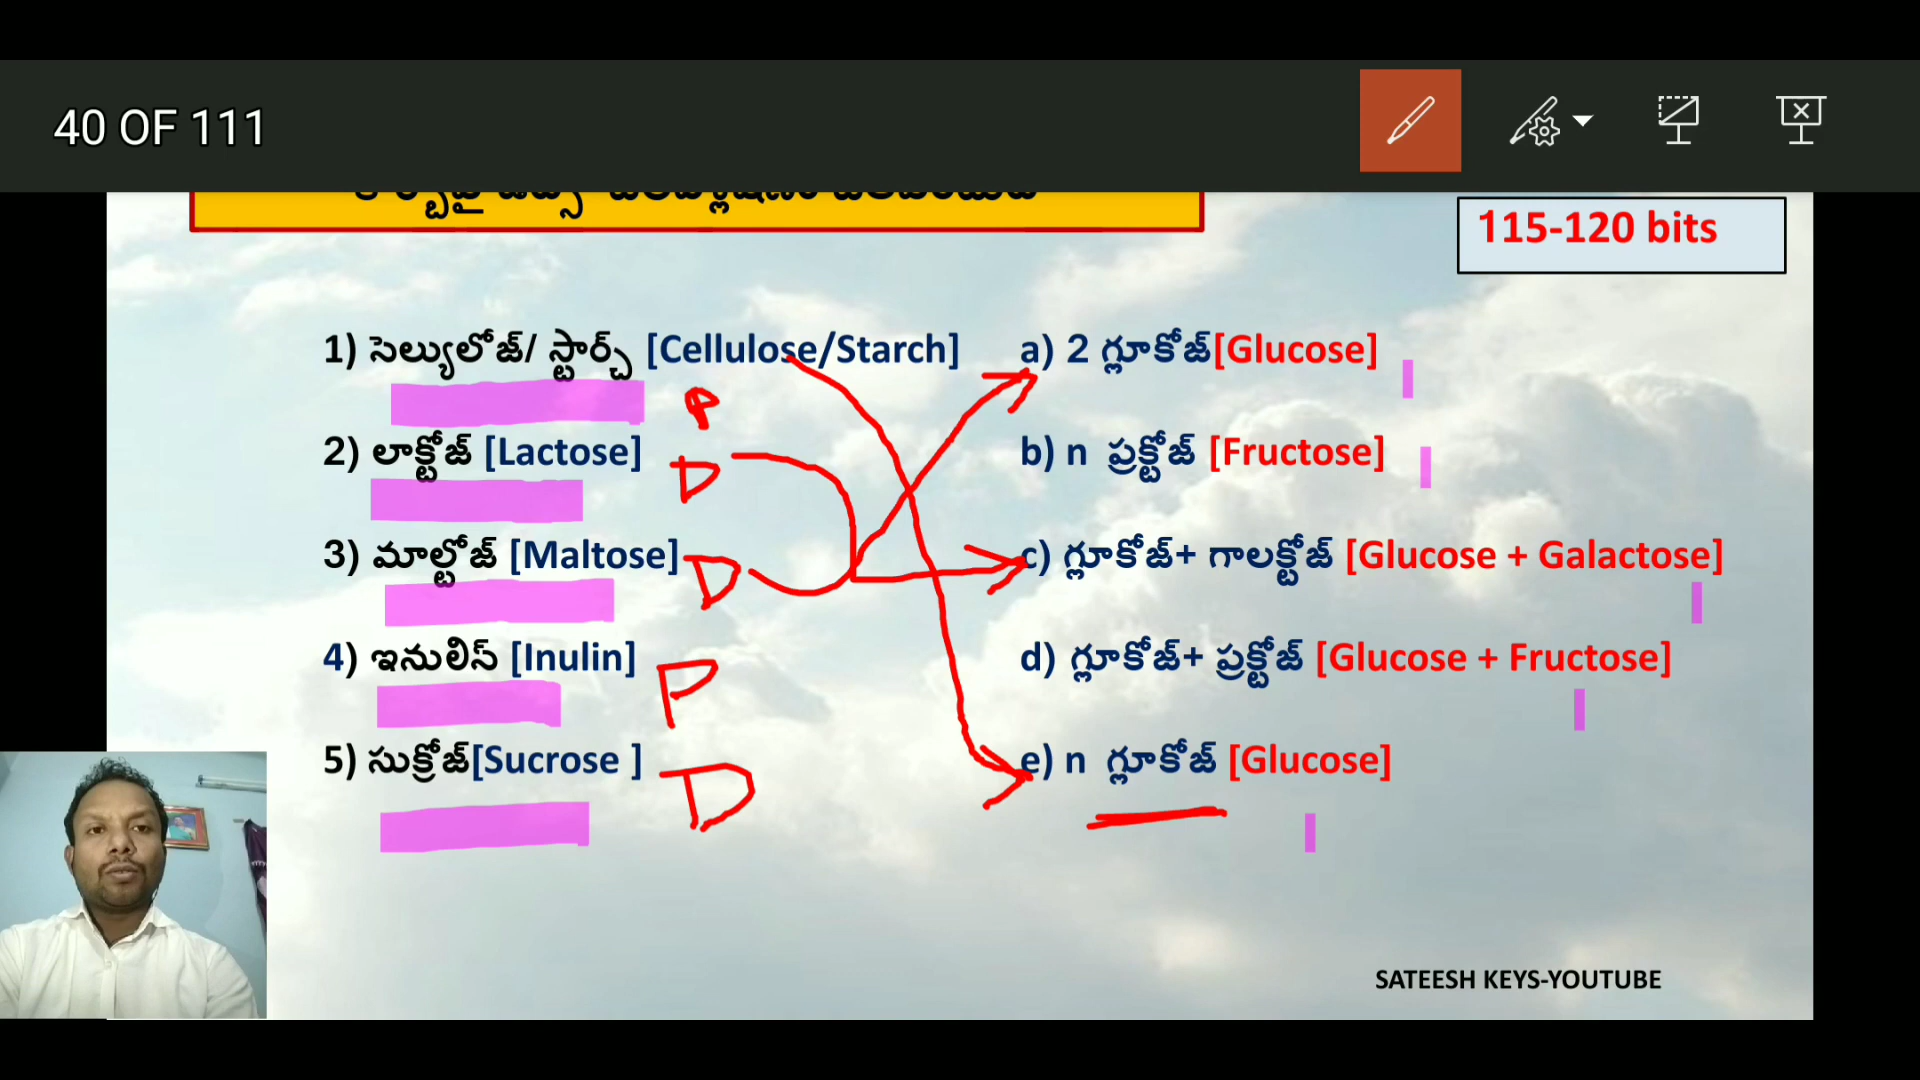 40 OF 111
115-120 bits
1) సెల్యులోజ్/ స్టార్చ్ [Cellulose/Starch]
a) 2 గ్లూకోజ్[Glucose]
P
2) లాక్టోజ్ [Lactose] D
b) n ప్రక్టోజ్ [Fructose]
3) మాల్టోజ్ [Maltose] D
c) గ్లూకోజ్+ గాలక్టోజ్ [Glucose + Galactose]
4) ఇనులిన్ [Inulin] P
d) గ్లూకోజ్+ ప్రక్టోజ్ [Glucose + Fructose]
5) సుక్రోజ్[Sucrose ] D
e) n గ్లూకోజ్ [Glucose]
SATEESH KEYS-YOUTUBE